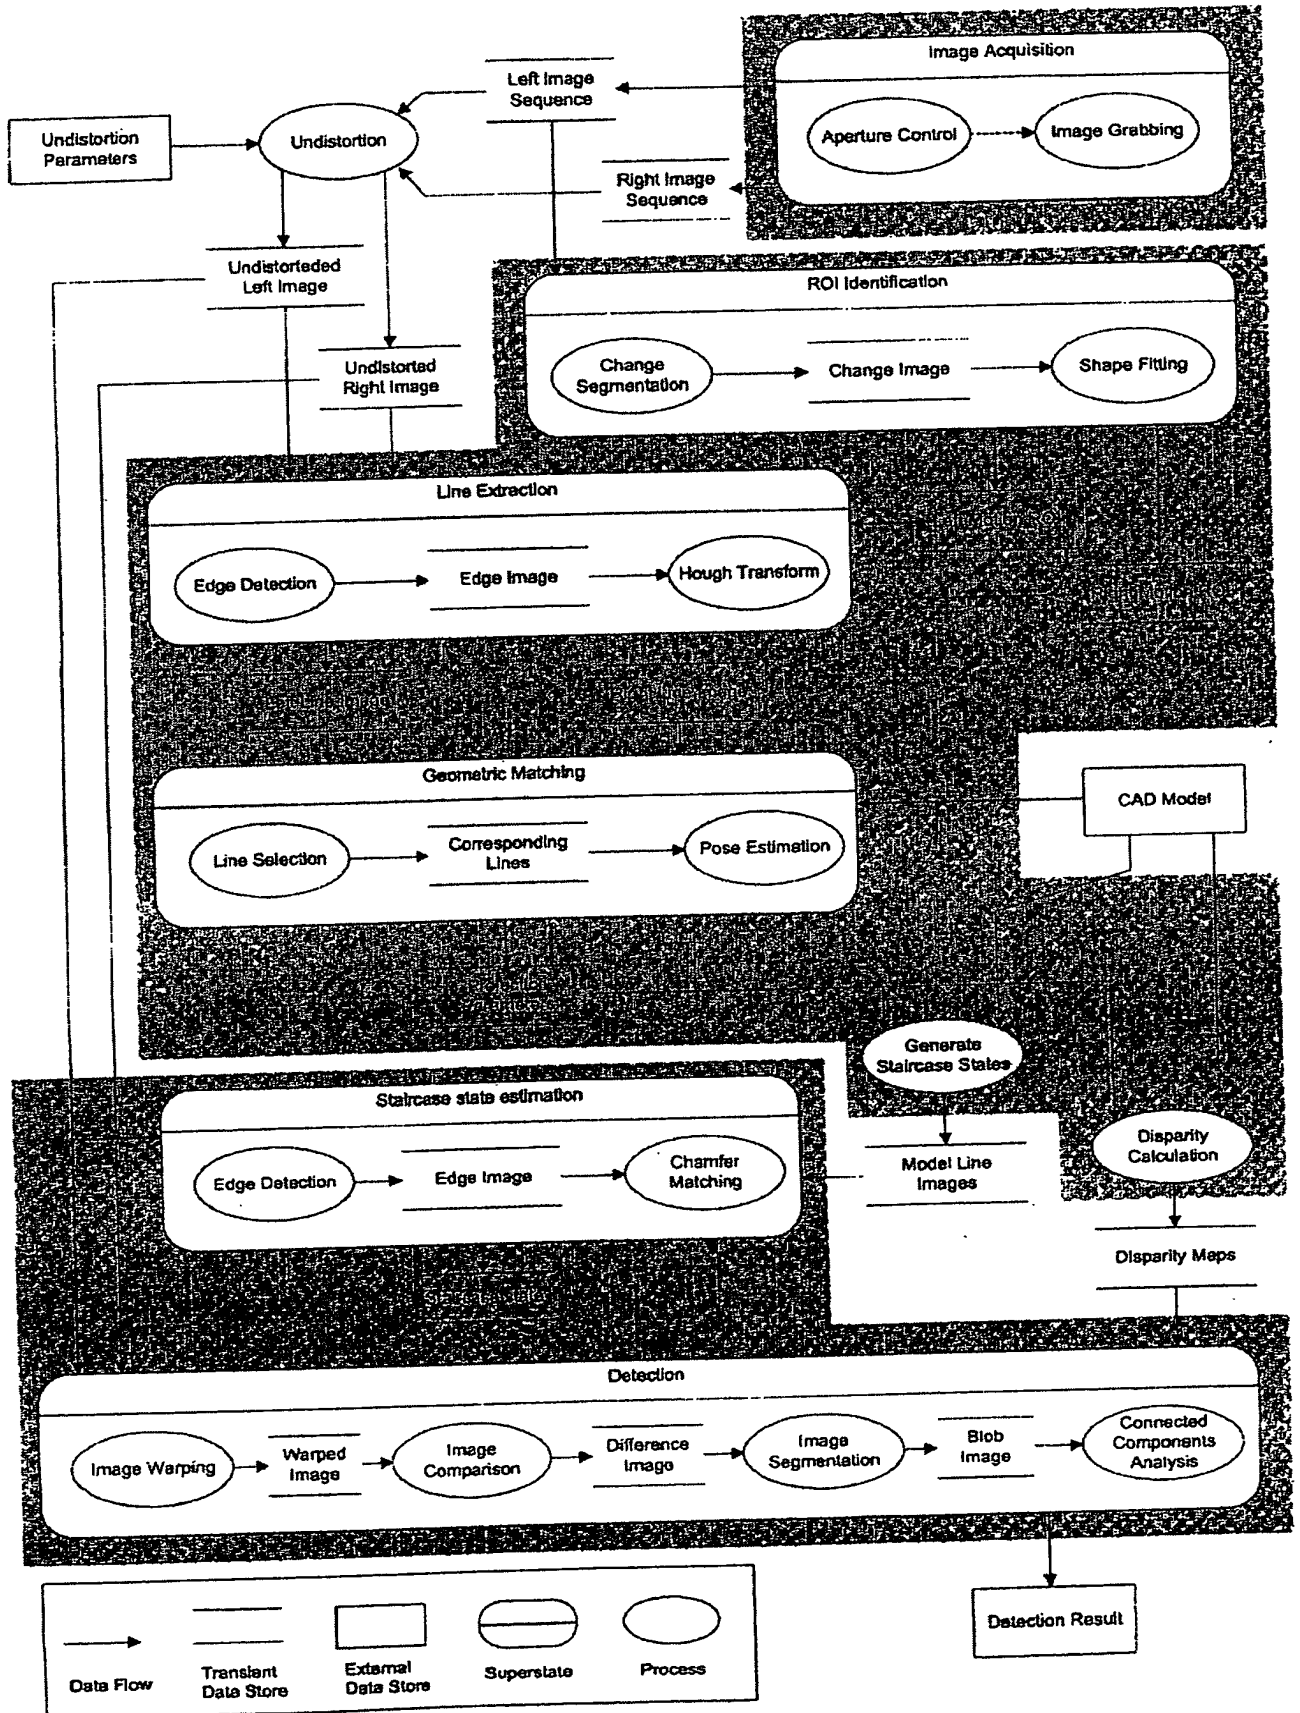 Image Acquisition
Left Image
Sequence
Aperture Control
Image Grabbing
Undistortion
Parameters
Undistortion
Right Image
Sequence
Undistorteded
Left Image
ROI Identification
Undistorted
Right Image
Change
Segmentation
Change Image
Shape Fitting
Line Extraction
Edge Detection
Edge Image
Hough Transform
Geometric Matching
CAD Model
Line Selection
Corresponding
Lines
Pose Estimation
Generate
Staircase States
Staircase state estimation
Edge Detection
Edge Image
Chamfer
Matching
Model Line
Images
Disparity
Calculation
Disparity Maps
Detection
Image Warping
Warped
Image
Image
Comparison
Difference
Image
Image
Segmentation
Blob
Image
Connected
Components
Analysis
Detection Result
Data Flow
Transient
Data Store
External
Data Store
Superstate
Process